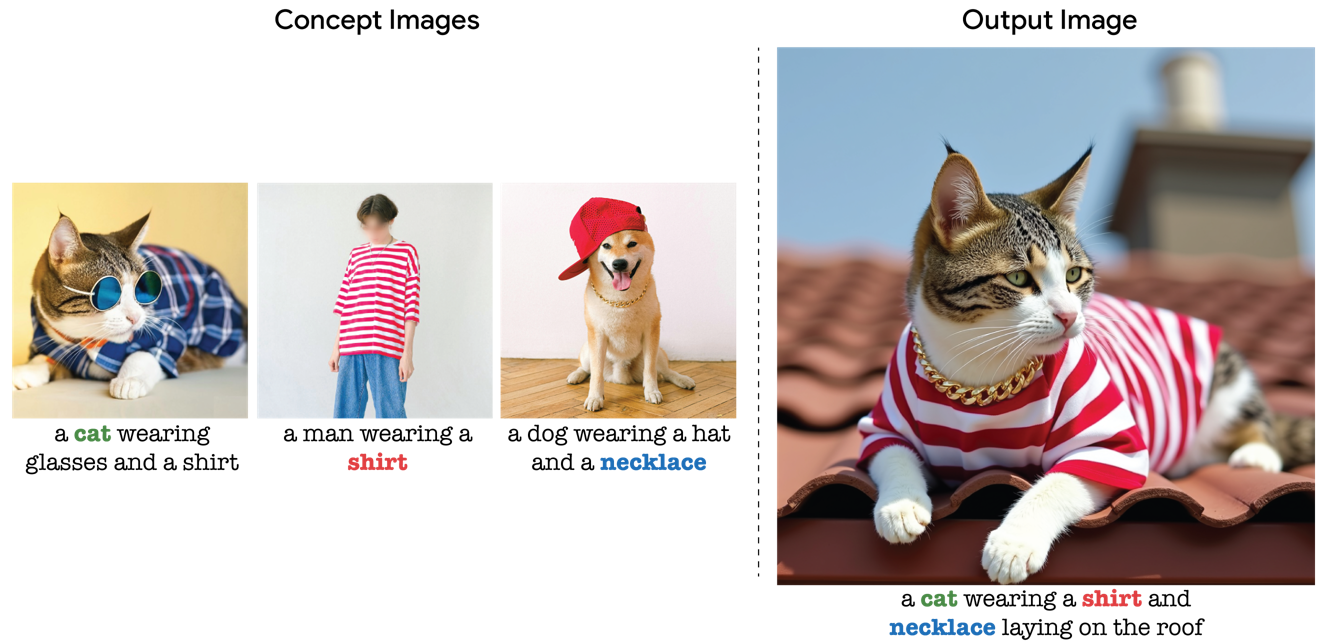 Concept Images
Output Image
a cat wearing
glasses and a shirt
a man wearing a
shirt
a dog wearing a hat
and a necklace
a cat wearing a shirt and
necklace laying on the roof